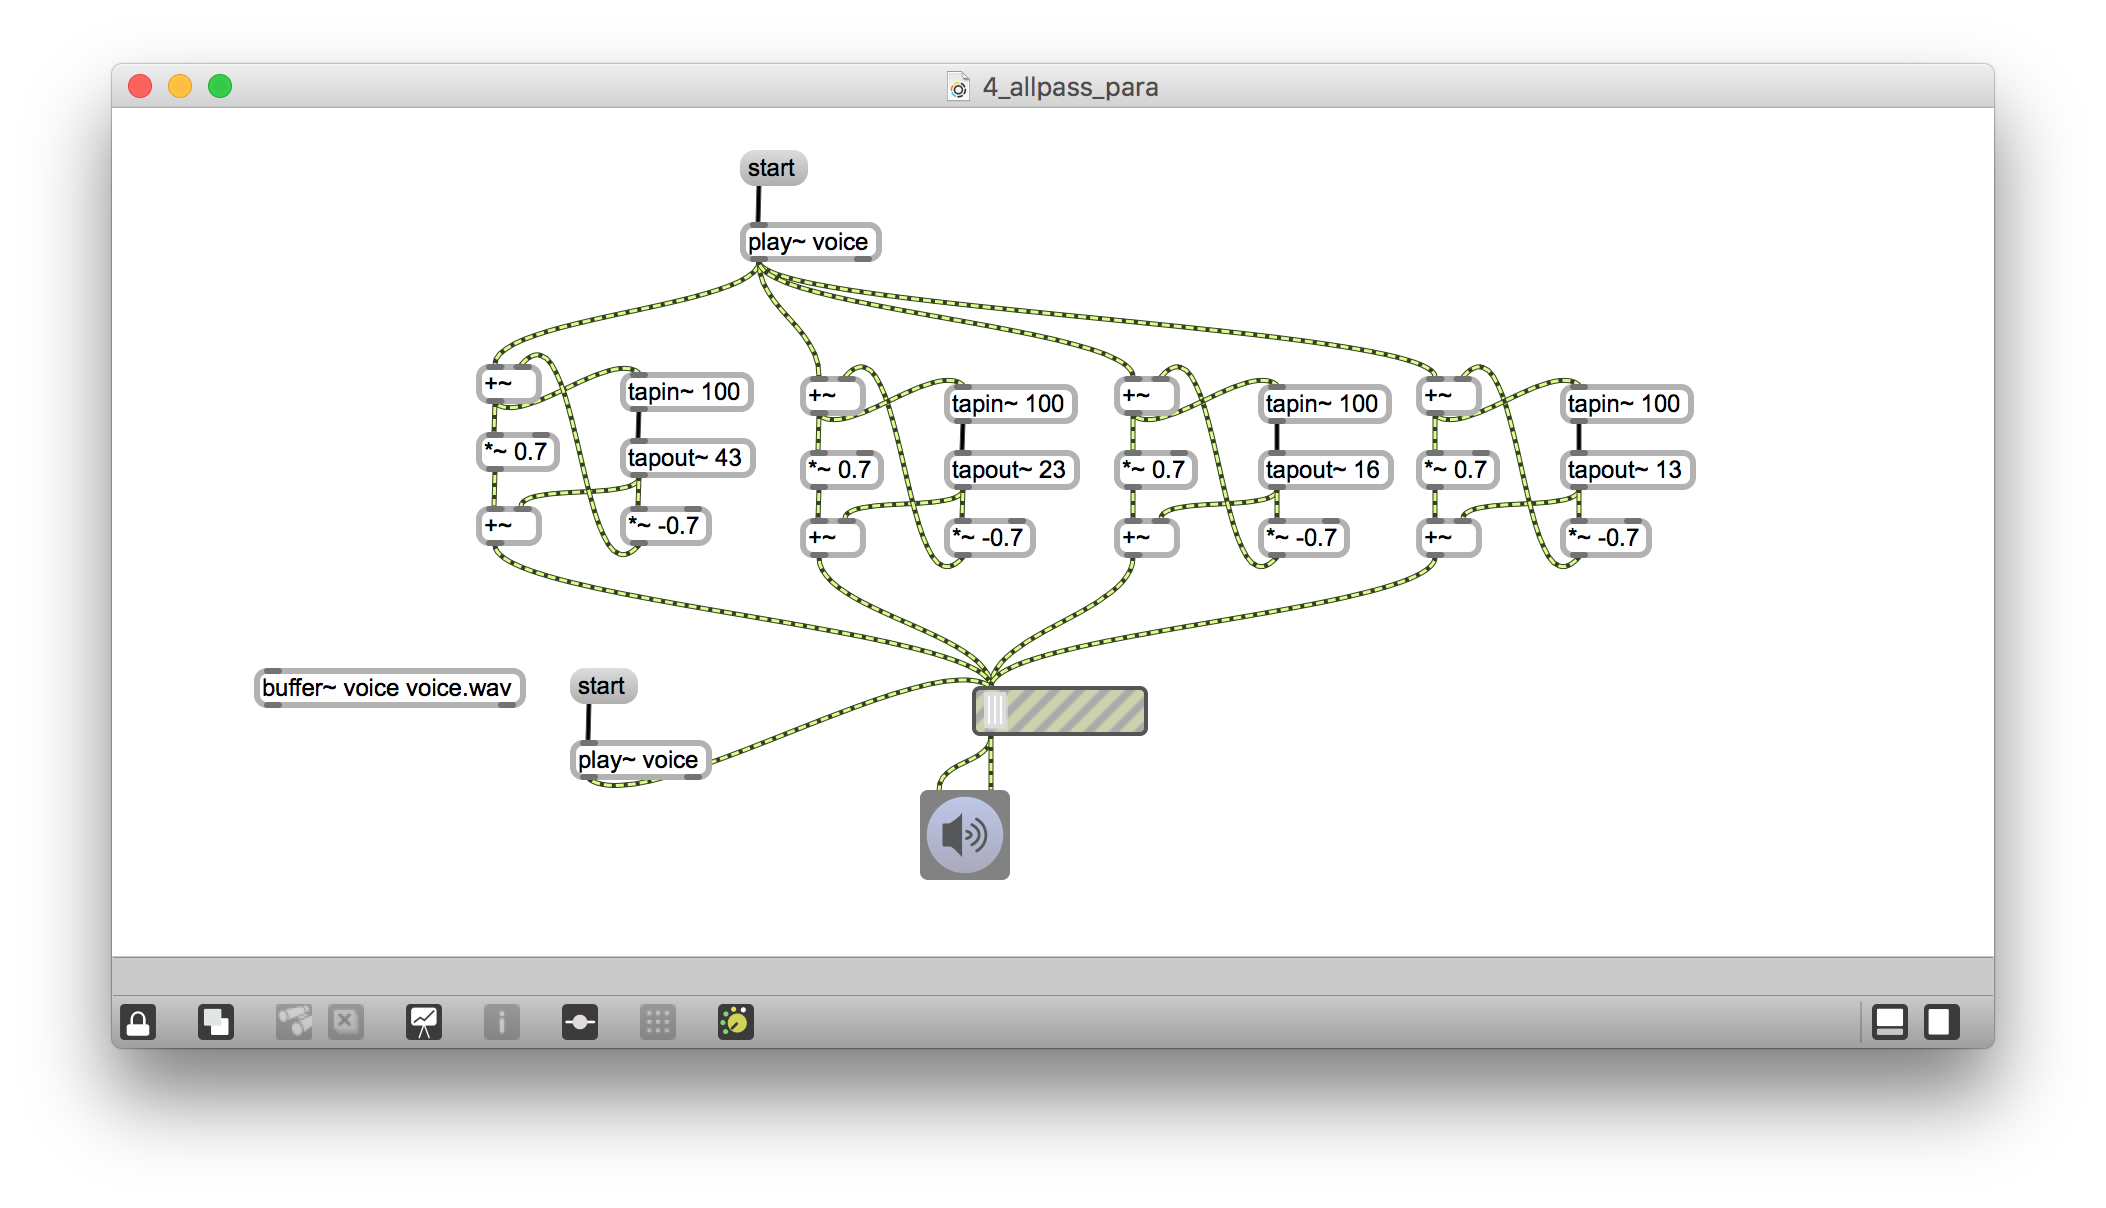 4_allpass_para
start
play~ voice
+~
tapin~ 100
*~ 0.7
tapout~ 43
+~
*~ -0.7
+~
tapin~ 100
*~ 0.7
tapout~ 23
+~
*~ -0.7
+~
tapin~ 100
*~ 0.7
tapout~ 16
+~
*~ -0.7
+~
tapin~ 100
*~ 0.7
tapout~ 13
+~
*~ -0.7
buffer~ voice voice.wav
start
play~ voice